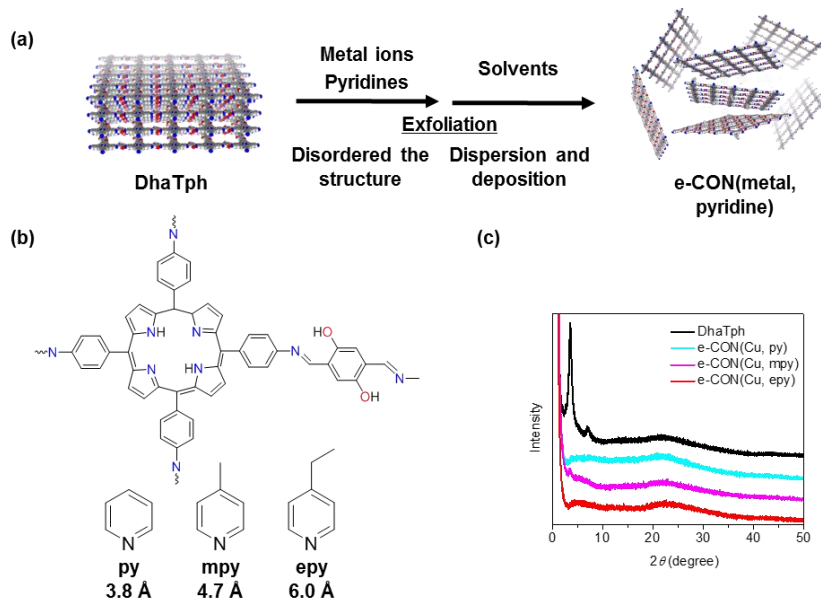 (a)
Metal ions
Pyridines
Solvents
Exfoliation
Disordered the
structure
Dispersion and
deposition
DhaTph
e-CON(metal,
pyridine)
(b)
N
NH
N
N
HN
N
N
HO
OH
N
N
N
N
N
N
py
mpy
epy
3.8 Å
4.7 Å
6.0 Å
(c)
DhaTph
e-CON(Cu, py)
e-CON(Cu, mpy)
e-CON(Cu, epy)
Intensity
0
10
20
30
40
50
2θ (degree)